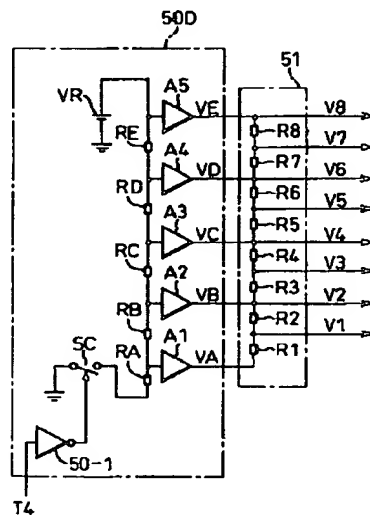 50D
51
VR
A5
VE
V8
R8
V7
RE
R7
A4
VD
V6
R6
V5
RD
R5
A3
VC
V4
R4
V3
RC
R3
A2
VB
V2
R2
RB
V1
SC
RA
A1
R1
VA
50-1
T4